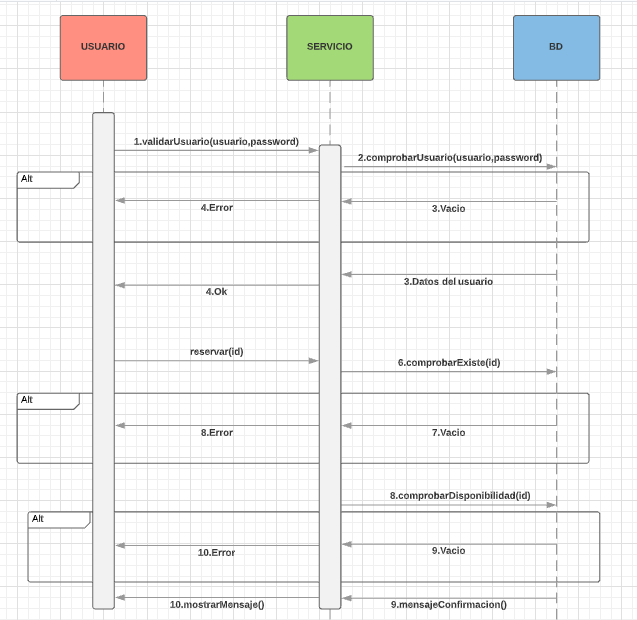 USUARIO
SERVICIO
BD
1.validarUsuario(usuario,password)
2.comprobarUsuario(usuario,password)
Alt
4.Error
3.Vacio
3.Datos del usuario
4.Ok
reservar(id)
6.comprobarExiste(id)
Alt
8.Error
7.Vacio
8.comprobarDisponibilidad(id)
Alt
10.Error
9.Vacio
10.mostrarMensaje()
9.mensajeConfirmacion()